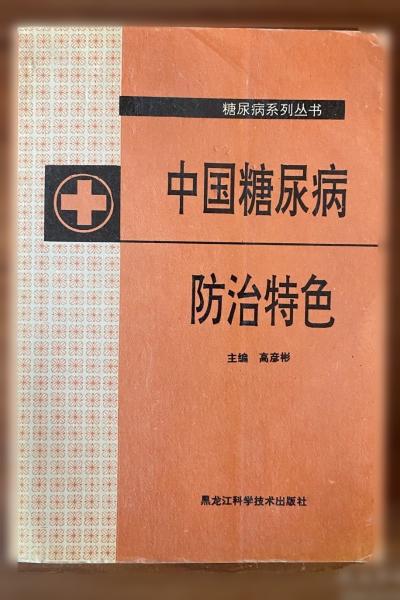 糖尿病系列丛书
中国糖尿病
防治特色
主编 高彦彬
黑龙江科学技术出版社